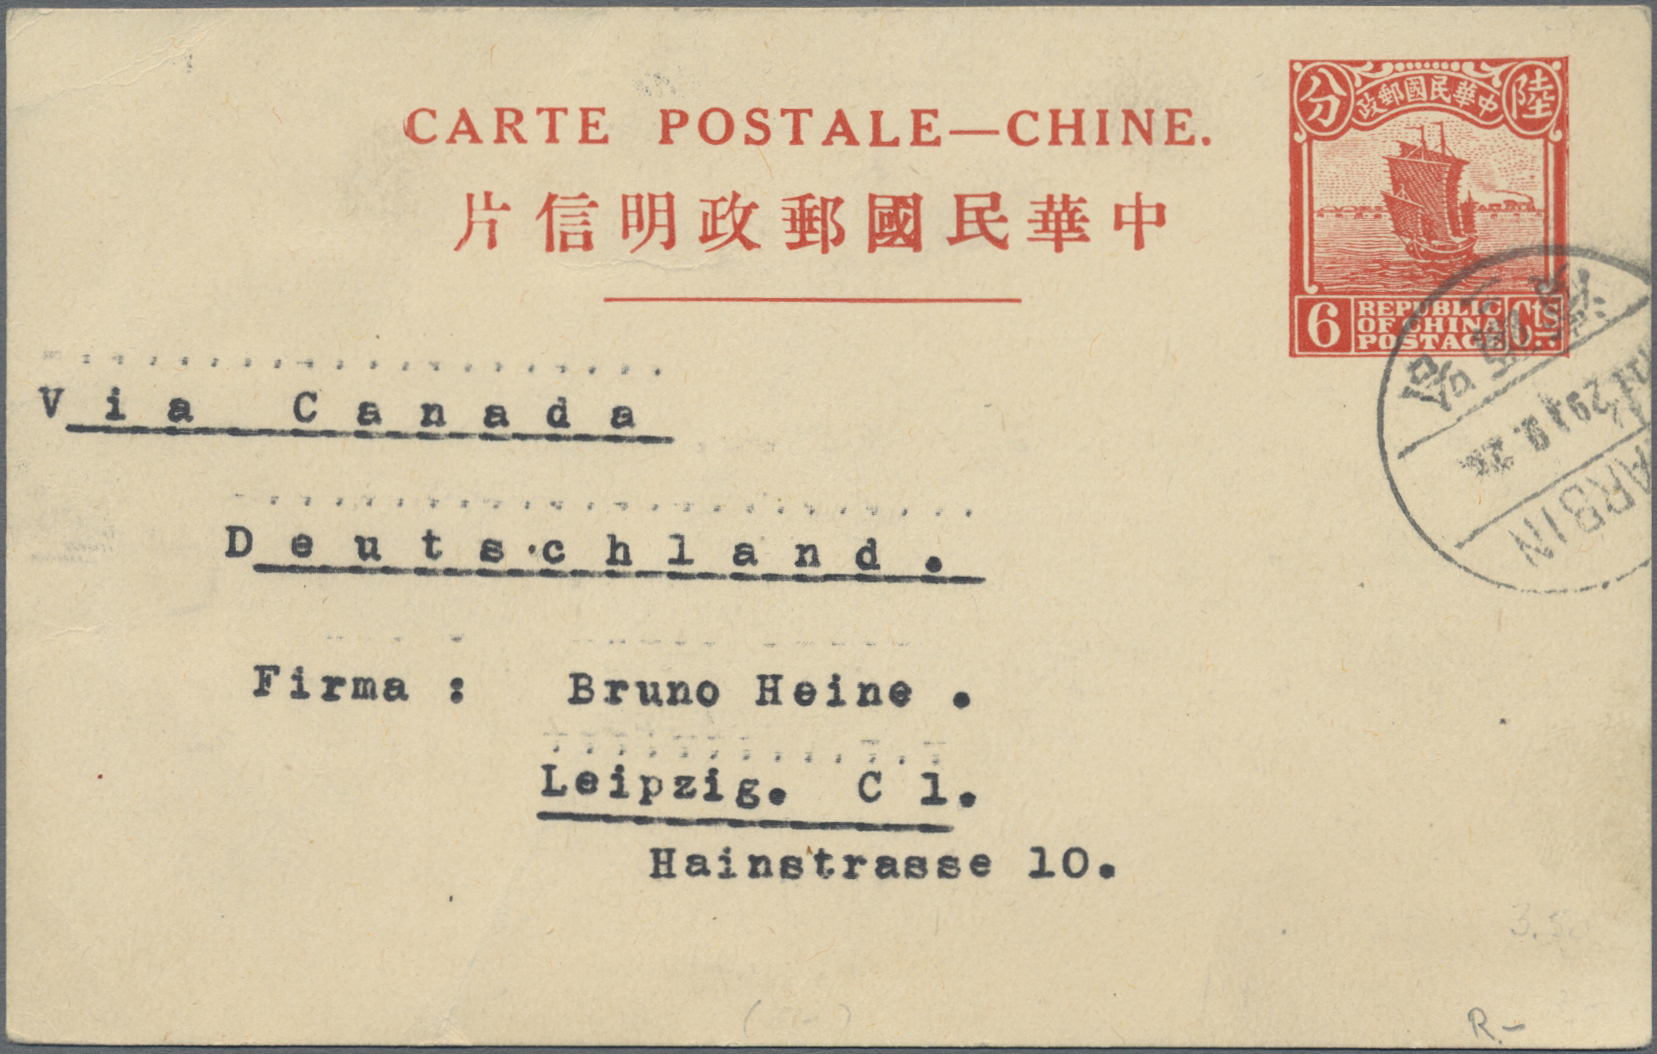 CARTE POSTALE—CHINE.
中華民國郵政明信片
分 中華民國郵政 陸
6 REPUBLIC OF CHINA POSTAGE Cts.
Via Canada
Deutschland.
Firma : Bruno Heine .
Leipzig. C 1.
Hainstrasse 10.
ARBIN
R.-